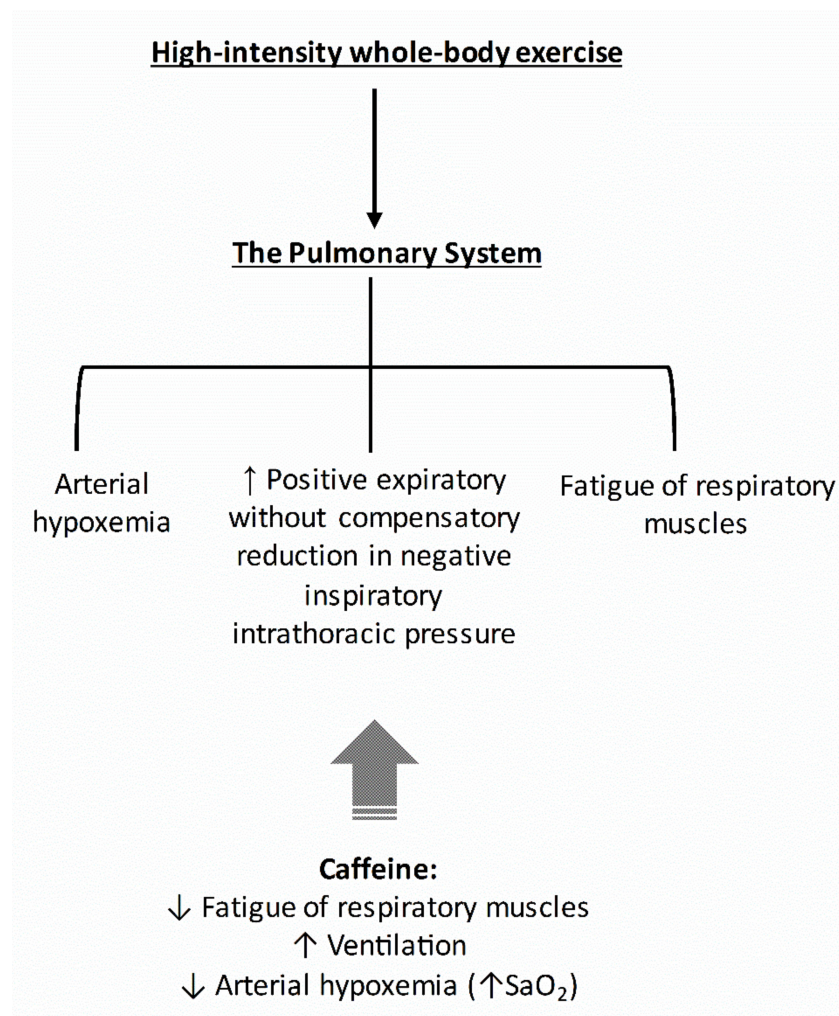 High-intensity whole-body exercise
The Pulmonary System
Arterial
hypoxemia
↑ Positive expiratory
without compensatory
reduction in negative
inspiratory
intrathoracic pressure
Fatigue of respiratory
muscles
Caffeine:
↓ Fatigue of respiratory muscles
↑ Ventilation
↓ Arterial hypoxemia (↑SaO₂)